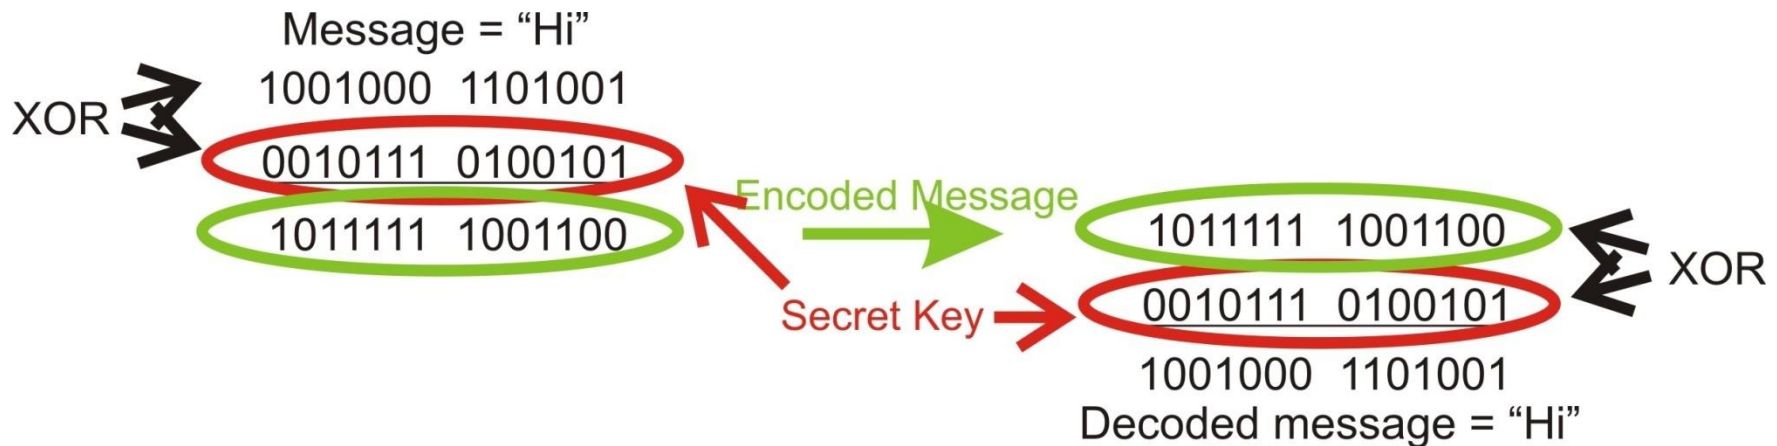 Message = “Hi”
1001000 1101001
XOR
0010111 0100101
1011111 1001100
Encoded Message
Secret Key
1011111 1001100
XOR
0010111 0100101
1001000 1101001
Decoded message = “Hi”